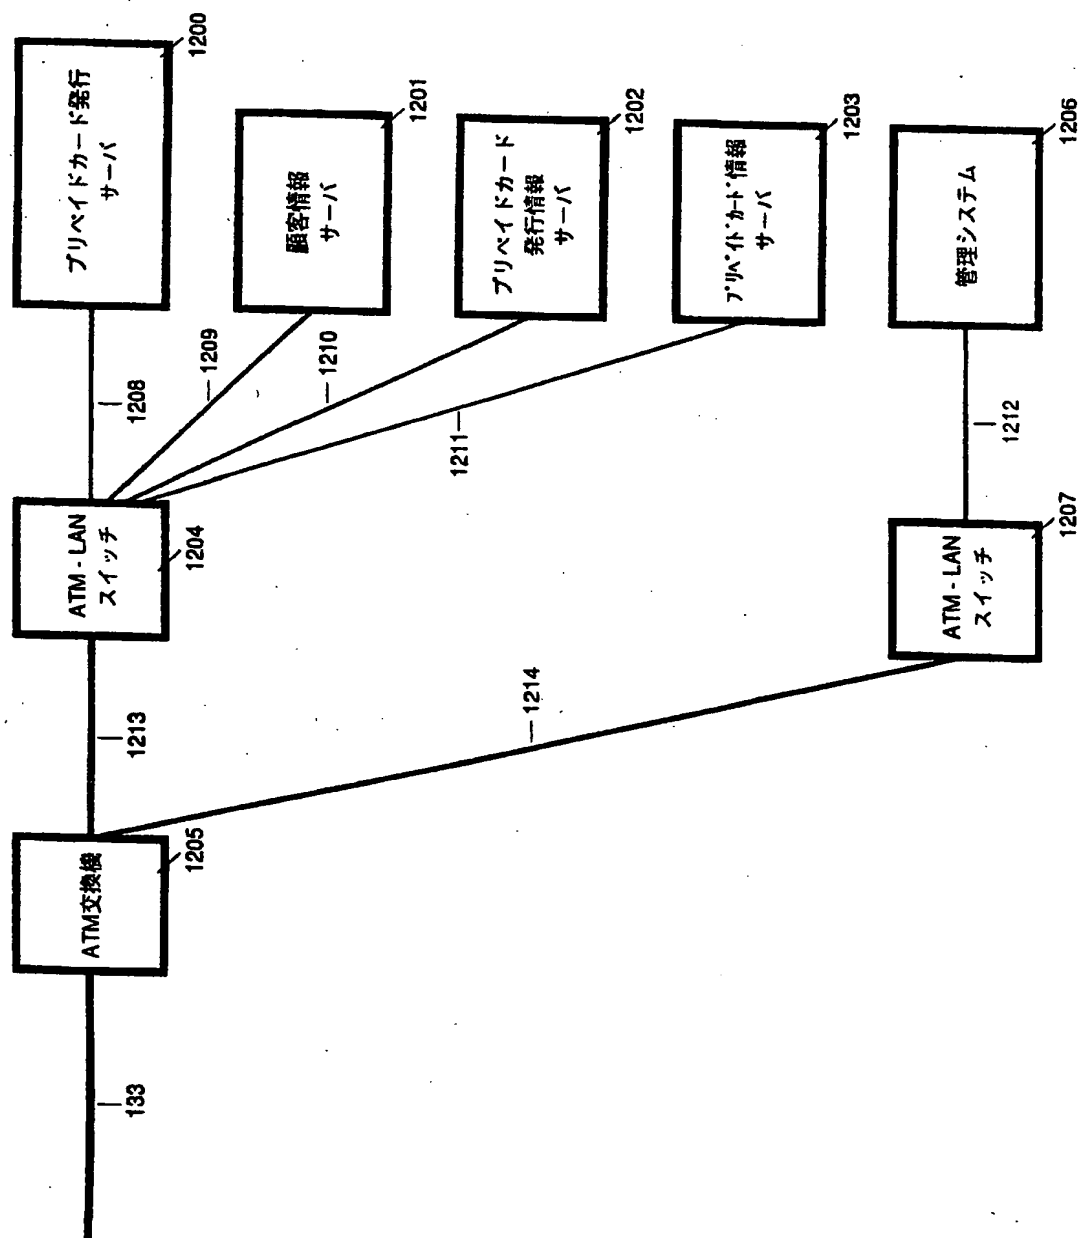 プリペイドカード発行
サーバ
1200
顧客情報
サーバ
1201
プリペイドカード
発行情報
サーバ
1202
プリペイドカード情報
サーバ
1203
管理システム
1206
1208
1209
1210
1211
1212
ATM-LAN
スイッチ
1204
ATM-LAN
スイッチ
1207
1213
1214
ATM交換機
1205
133